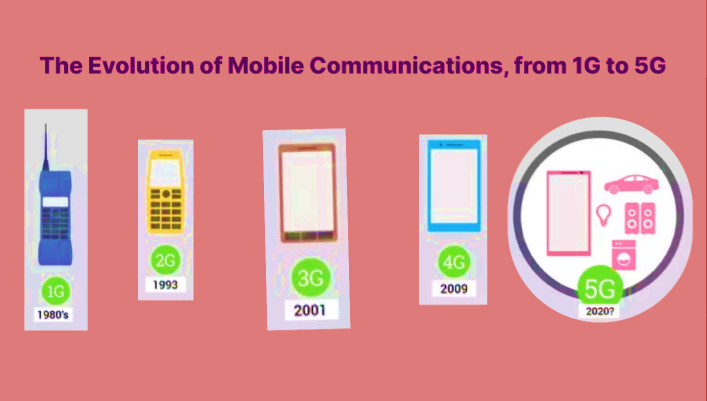 The Evolution of Mobile Communications, from 1G to 5G
1G
1980's
2G
1993
3G
2001
4G
2009
5G
2020?